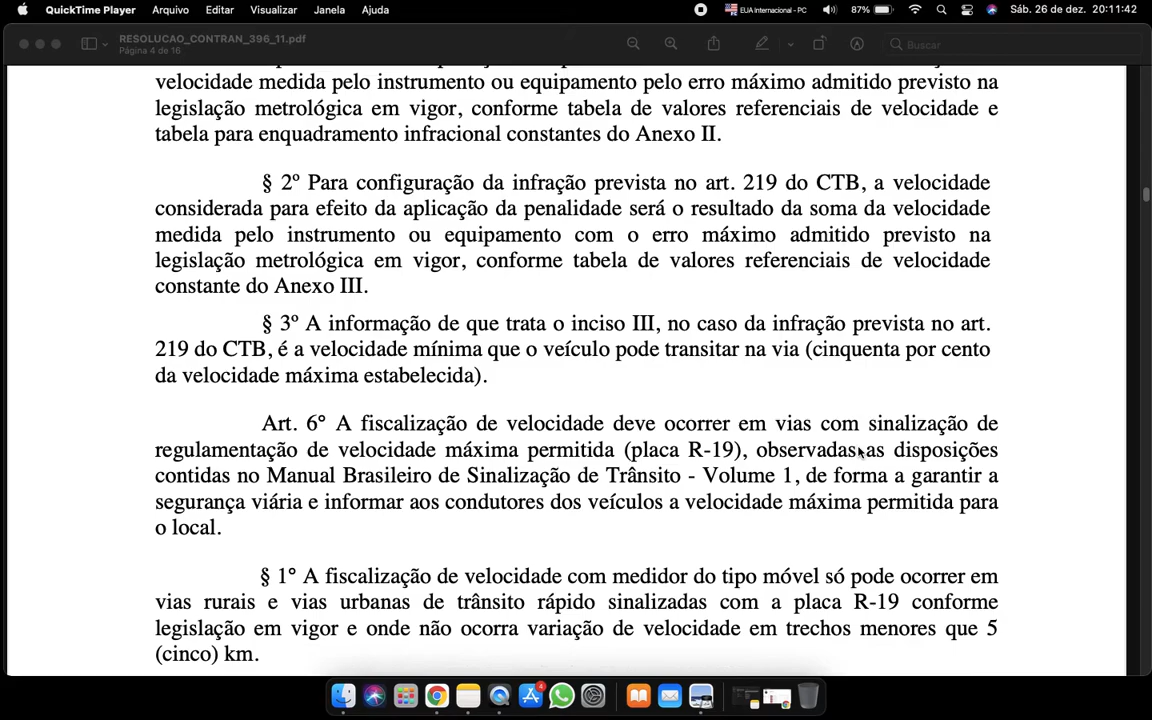 QuickTime Player Arquivo Editar Visualizar Janela Ajuda EUA Internacional - PC 87% Sáb. 26 de dez. 20:11:42
RESOLUCAO_CONTRAN_396_11.pdf
Página 4 de 16
Buscar
velocidade medida pelo instrumento ou equipamento pelo erro máximo admitido previsto na
legislação metrológica em vigor, conforme tabela de valores referenciais de velocidade e
tabela para enquadramento infracional constantes do Anexo II.
§ 2º Para configuração da infração prevista no art. 219 do CTB, a velocidade
considerada para efeito da aplicação da penalidade será o resultado da soma da velocidade
medida pelo instrumento ou equipamento com o erro máximo admitido previsto na
legislação metrológica em vigor, conforme tabela de valores referenciais de velocidade
constante do Anexo III.
§ 3º A informação de que trata o inciso III, no caso da infração prevista no art.
219 do CTB, é a velocidade mínima que o veículo pode transitar na via (cinquenta por cento
da velocidade máxima estabelecida).
Art. 6° A fiscalização de velocidade deve ocorrer em vias com sinalização de
regulamentação de velocidade máxima permitida (placa R-19), observadas as disposições
contidas no Manual Brasileiro de Sinalização de Trânsito - Volume 1, de forma a garantir a
segurança viária e informar aos condutores dos veículos a velocidade máxima permitida para
o local.
§ 1° A fiscalização de velocidade com medidor do tipo móvel só pode ocorrer em
vias rurais e vias urbanas de trânsito rápido sinalizadas com a placa R-19 conforme
legislação em vigor e onde não ocorra variação de velocidade em trechos menores que 5
(cinco) km.
4